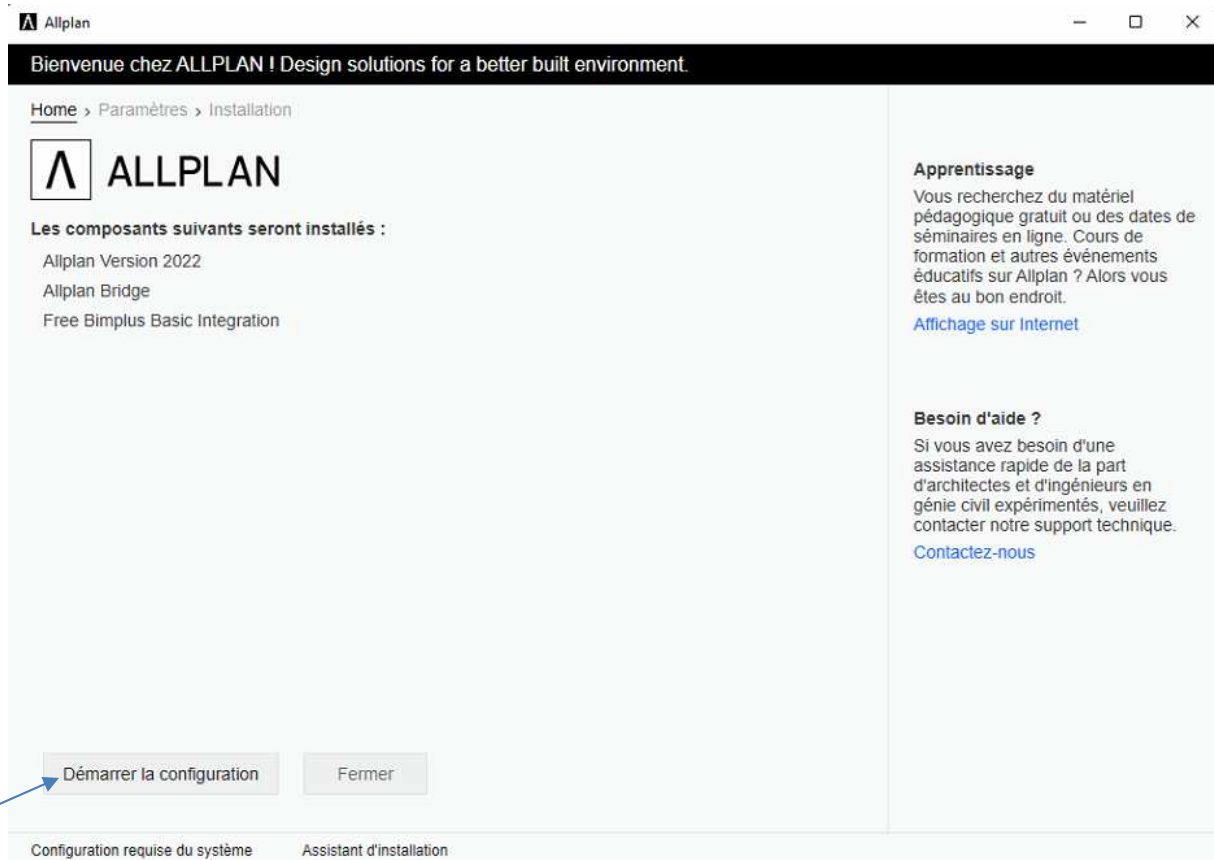 Allplan
Bienvenue chez ALLPLAN ! Design solutions for a better built environment.
Home > Paramètres > Installation
ALLPLAN
Les composants suivants seront installés :
Allplan Version 2022
Allplan Bridge
Free Bimplus Basic Integration
Démarrer la configuration
Fermer
Configuration requise du système
Assistant d'installation
Apprentissage
Vous recherchez du matériel
pédagogique gratuit ou des dates de
séminaires en ligne. Cours de
formation et autres événements
éducatifs sur Allplan ? Alors vous
êtes au bon endroit.
Affichage sur Internet
Besoin d'aide ?
Si vous avez besoin d'une
assistance rapide de la part
d'architectes et d'ingénieurs en
génie civil expérimentés, veuillez
contacter notre support technique.
Contactez-nous